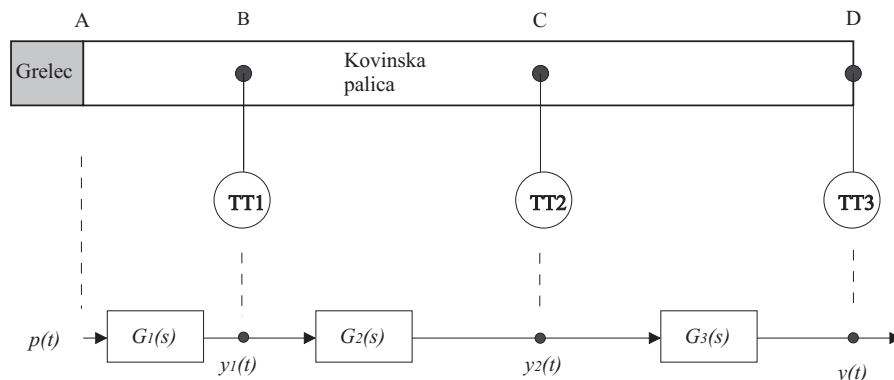 A B C D
Grelec
Kovinska
palica
TT1 TT2 TT3
p(t) G1(s) G2(s) G3(s)
y1(t) y2(t) v(t)